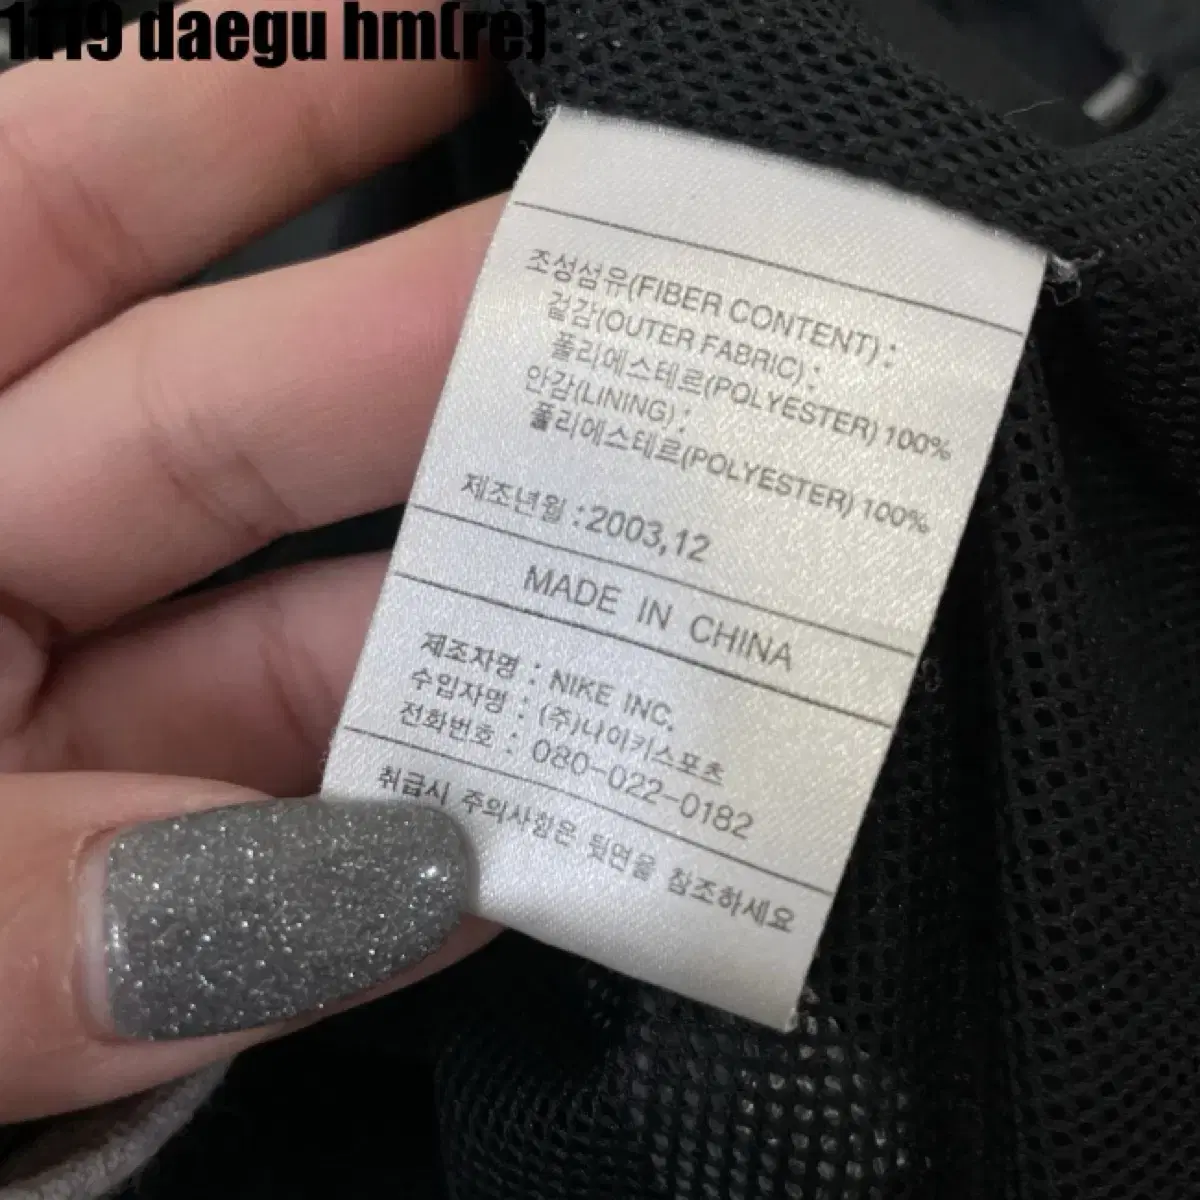 1119 daegu hm(re)
조성섬유(FIBER CONTENT):
겉감(OUTER FABRIC):
폴리에스테르(POLYESTER) 100%
안감(LINING):
폴리에스테르(POLYESTER) 100%
제조년월 : 2003,12
MADE IN CHINA
제조자명 : NIKE INC.
수입자명 : (주)나이키스포츠
전화번호 : 080-022-0182
취급시 주의사항은 뒷면을 참조하세요